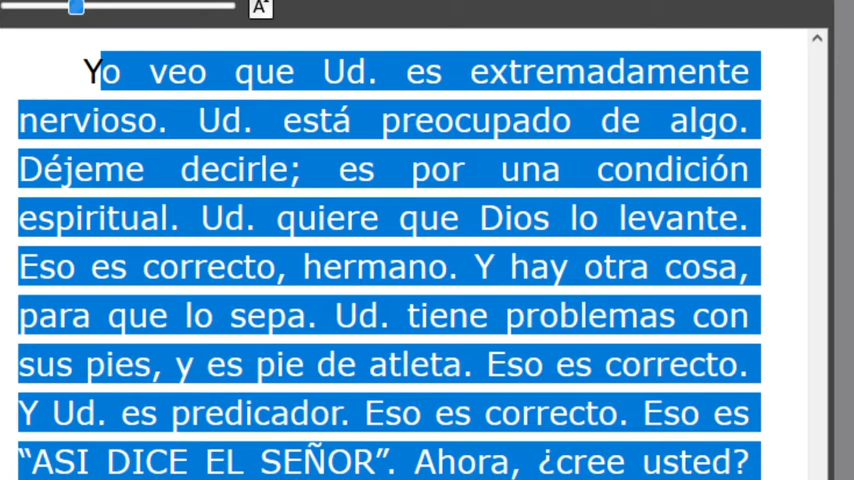 A
Yo veo que Ud. es extremadamente
nervioso. Ud. está preocupado de algo.
Déjeme decirle; es por una condición
espiritual. Ud. quiere que Dios lo levante.
Eso es correcto, hermano. Y hay otra cosa,
para que lo sepa. Ud. tiene problemas con
sus pies, y es pie de atleta. Eso es correcto.
Y Ud. es predicador. Eso es correcto. Eso es
“ASI DICE EL SEÑOR”. Ahora, ¿cree usted?